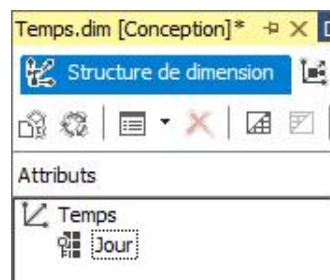 Temps.dim [Conception]*
Structure de dimension
Attributs
Temps
Jour